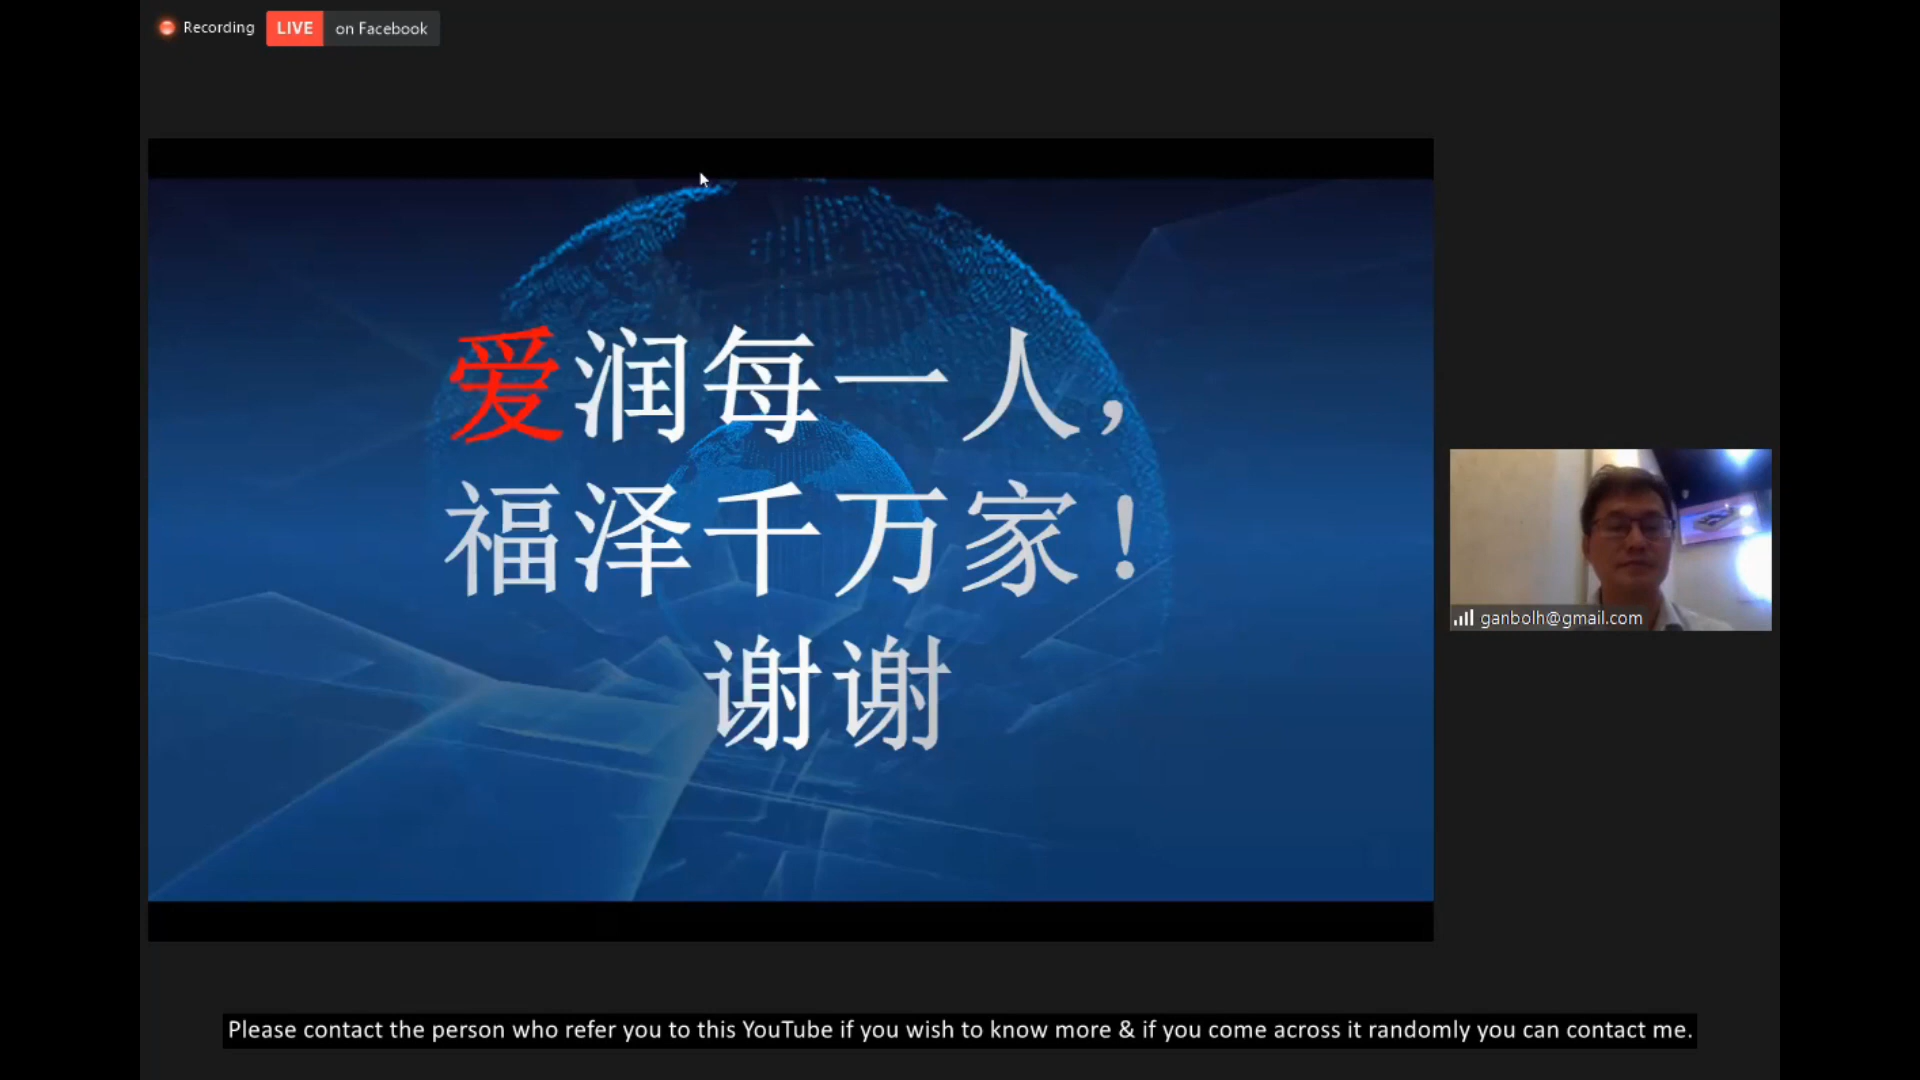 Recording LIVE on Facebook
爱润每一人,
福泽千万家!
谢谢
ganbolh@gmail.com
Please contact the person who refer you to this YouTube if you wish to know more & if you come across it randomly you can contact me.